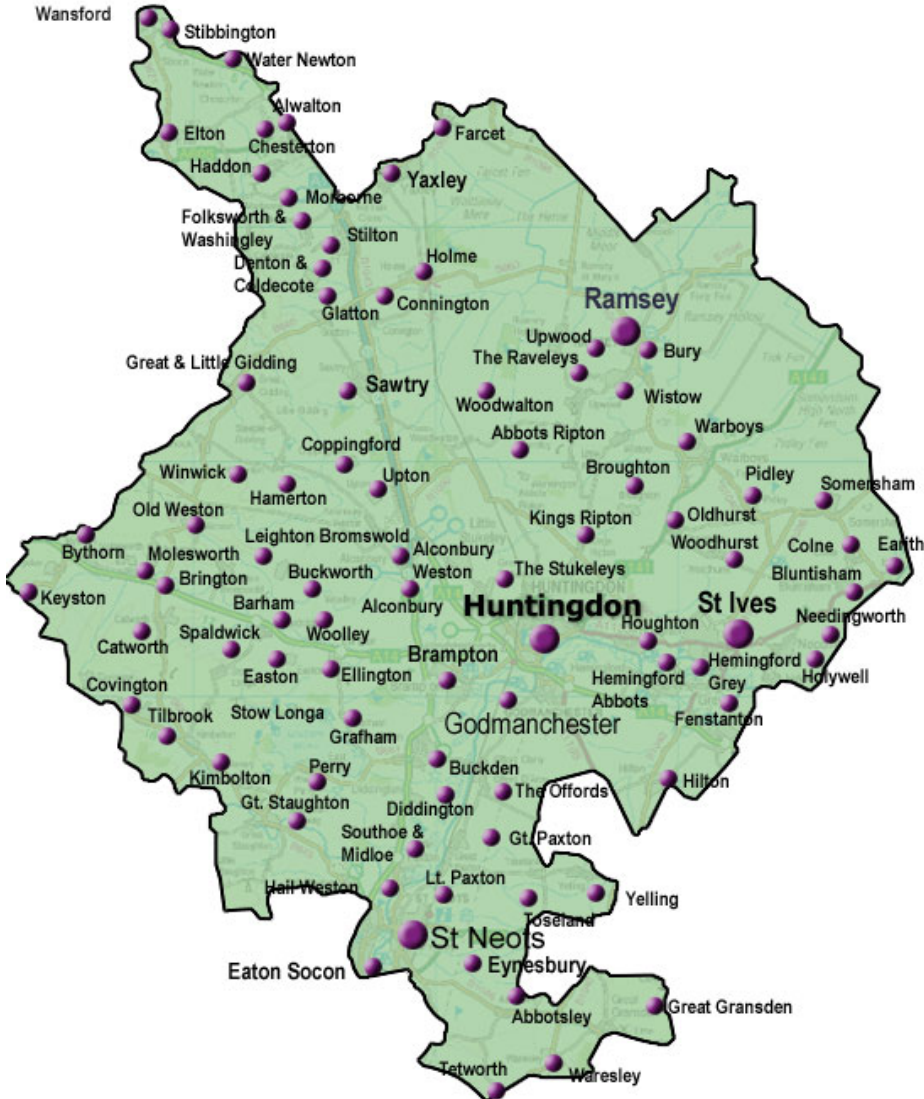 Wansford
Stibbington
Water Newton
Alwalton
Elton
Chesterton
Farcet
Haddon
Yaxley
Morborne
Folksworth &
Washingley
Stilton
Denton &
Coldecote
Holme
Glatton
Connington
Ramsey
Upwood
Bury
The Raveleys
Great & Little Gidding
Sawtry
Woodwalton
Wistow
Abbots Ripton
Warboys
Coppingford
Winwick
Hamerton
Upton
Broughton
Pidley
Somersham
Old Weston
Kings Ripton
Oldhurst
Bythorn
Molesworth
Leighton Bromswold
Alconbury
Weston
Woodhurst
Colne
Earith
Brington
Buckworth
The Stukeleys
Bluntisham
Keyston
Barham
Alconbury
Huntingdon
St Ives
Needingworth
Catworth
Spaldwick
Woolley
Houghton
Brampton
Easton
Ellington
Hemingford
Abbots
Hemingford
Grey
Holywell
Covington
Tilbrook
Stow Longa
Grafham
Godmanchester
Fenstanton
Kimbolton
Perry
Buckden
Hilton
Gt. Staughton
Diddington
The Offords
Southoe &
Midloe
Gt. Paxton
Hail Weston
Lt. Paxton
Toseland
Yelling
St Neots
Eaton Socon
Eynesbury
Abbotsley
Great Gransden
Tetworth
Waresley